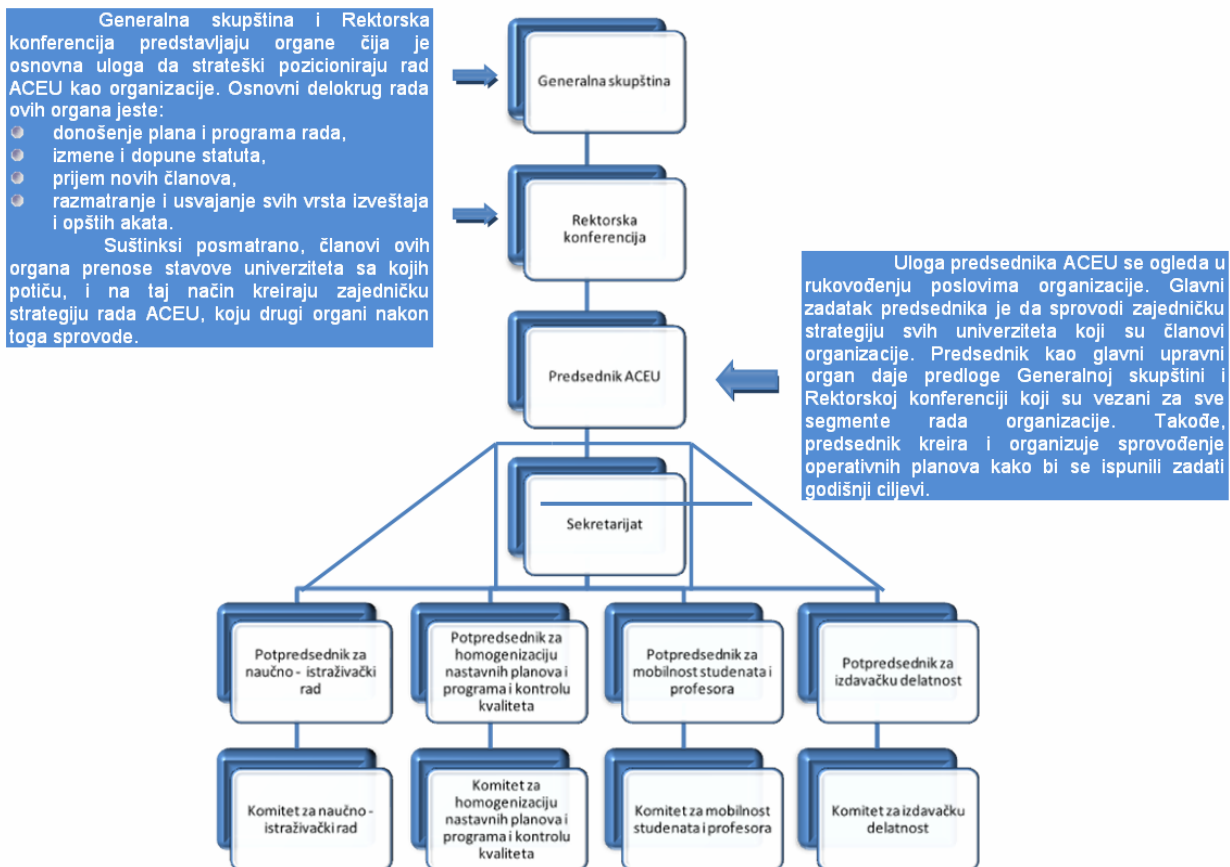 Generalna skupština i Rektorska
konferencija predstavljaju organe čija je
osnovna uloga da strateški pozicioniraju rad
ACEU kao organizacije. Osnovni delokrug rada
ovih organa jeste:
donošenje plana i programa rada,
izmene i dopune statuta,
prijem novih članova,
razmatranje i usvajanje svih vrsta izveštaja
i opštih akata.
Suštinksi posmatrano, članovi ovih
organa prenose stavove univerziteta sa kojih
potiču, i na taj način kreiraju zajedničku
strategiju rada ACEU, koju drugi organi nakon
toga sprovode.
Generalna skupština
Rektorska
konferencija
Predsednik ACEU
Uloga predsednika ACEU se ogleda u
rukovođenju poslovima organizacije. Glavni
zadatak predsednika je da sprovodi zajedničku
strategiju svih univerziteta koji su članovi
organizacije. Predsednik kao glavni upravni
organ daje predloge Generalnoj skupštini i
Rektorskoj konferenciji koji su vezani za sve
segmente rada organizacije. Takođe,
predsednik kreira i organizuje sprovođenje
operativnih planova kako bi se ispunili zadati
godišnji ciljevi.
Sekretarijat
Potpredsednik za
naučno - istraživački
rad
Potpredsednik za
homogenizaciju
nastavnih planova i
programa i kontrolu
kvaliteta
Potpredsednik za
mobilnost studenata i
profesora
Potpredsednik za
izdavačku delatnost
Komitet za naučno -
istraživački rad
Komitet za
homogenizaciju
nastavnih planova i
programa i kontrolu
kvaliteta
Komitet za mobilnost
studenata i profesora
Komitet za izdavačku
delatnost